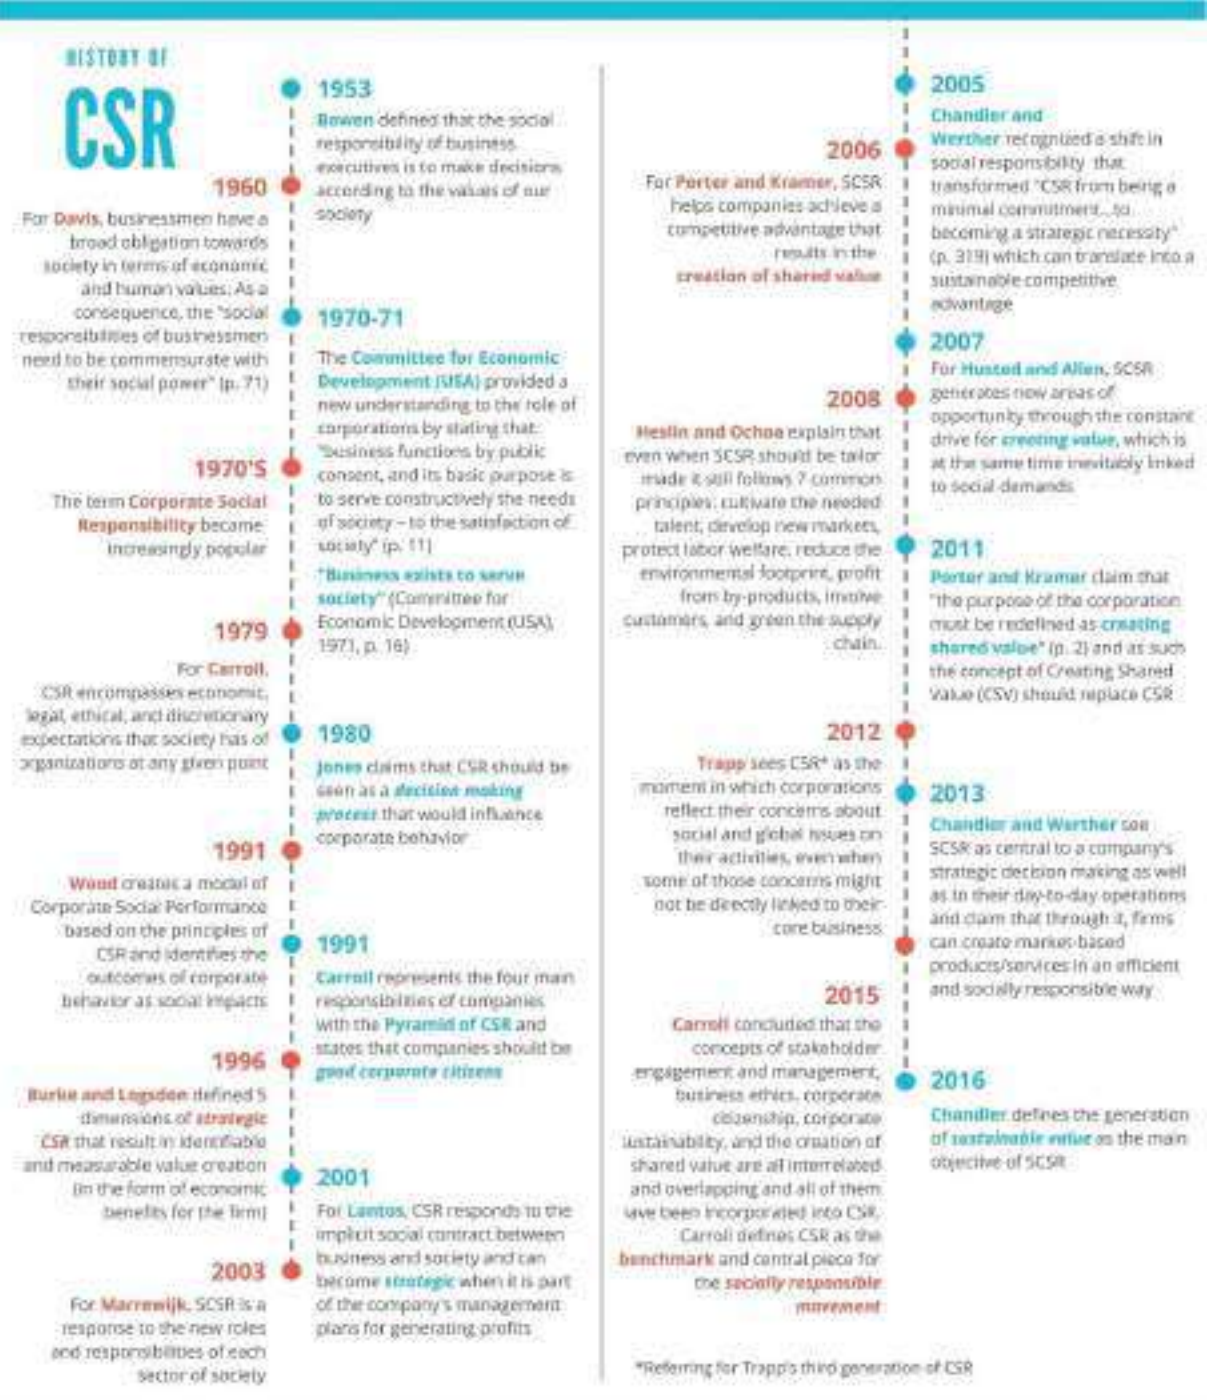 HISTORY OF
CSR
1953
Bowen defined that the social
responsibility of business
executives is to make decisions
according to the values of our
society
1960
For Davis, businessmen have a
broad obligation towards
society in terms of economic
and human values. As a
consequence, the "social
responsibilities of businessmen
need to be commensurate with
their social power" (p. 71)
1970-71
The Committee for Economic
Development (USA) provided a
new understanding to the role of
corporations by stating that:
"business functions by public
consent, and its basic purpose is
to serve constructively the needs
of society – to the satisfaction of
society" (p. 11)
"Business exists to serve
society" (Committee for
Economic Development (USA),
1971, p. 16)
1970'S
The term Corporate Social
Responsibility became
increasingly popular
1979
For Carroll,
CSR encompasses economic,
legal, ethical, and discretionary
expectations that society has of
organizations at any given point
1980
Jones claims that CSR should be
seen as a decision making
process that would influence
corporate behavior
1991
Wood creates a model of
Corporate Social Performance
based on the principles of
CSR and identifies the
outcomes of corporate
behavior as social impacts
1991
Carroll represents the four main
responsibilities of companies
with the Pyramid of CSR and
states that companies should be
good corporate citizens
1996
Burke and Logsdon defined 5
dimensions of strategic
CSR that result in identifiable
and measurable value creation
(in the form of economic
benefits for the firm)
2001
For Lantos, CSR responds to the
implicit social contract between
business and society and can
become strategic when it is part
of the company's management
plans for generating profits
2003
For Marrewijk, SCSR is a
response to the new roles
and responsibilities of each
sector of society
2005
Chandler and
Werther recognized a shift in
social responsibility that
transformed "CSR from being a
minimal commitment...to
becoming a strategic necessity"
(p. 319) which can translate into a
sustainable competitive
advantage
2006
For Porter and Kramer, SCSR
helps companies achieve a
competitive advantage that
results in the
creation of shared value
2007
For Husted and Allen, SCSR
generates new areas of
opportunity through the constant
drive for creating value, which is
at the same time inevitably linked
to social demands
2008
Heslin and Ochoa explain that
even when SCSR should be tailor
made it still follows 7 common
principles: cultivate the needed
talent, develop new markets,
protect labor welfare, reduce the
environmental footprint, profit
from by-products, involve
customers, and green the supply
chain.
2011
Porter and Kramer claim that
"the purpose of the corporation
must be redefined as creating
shared value" (p. 2) and as such
the concept of Creating Shared
Value (CSV) should replace CSR
2012
Trapp sees CSR* as the
moment in which corporations
reflect their concerns about
social and global issues on
their activities, even when
some of those concerns might
not be directly linked to their
core business
2013
Chandler and Werther see
SCSR as central to a company's
strategic decision making as well
as to their day-to-day operations
and claim that through it, firms
can create market-based
products/services in an efficient
and socially responsible way
2015
Carroll concluded that the
concepts of stakeholder
engagement and management,
business ethics, corporate
citizenship, corporate
sustainability, and the creation of
shared value are all interrelated
and overlapping and all of them
have been incorporated into CSR.
Carroll defines CSR as the
benchmark and central piece for
the socially responsible
movement
2016
Chandler defines the generation
of sustainable value as the main
objective of SCSR
*Referring for Trapp's third generation of CSR